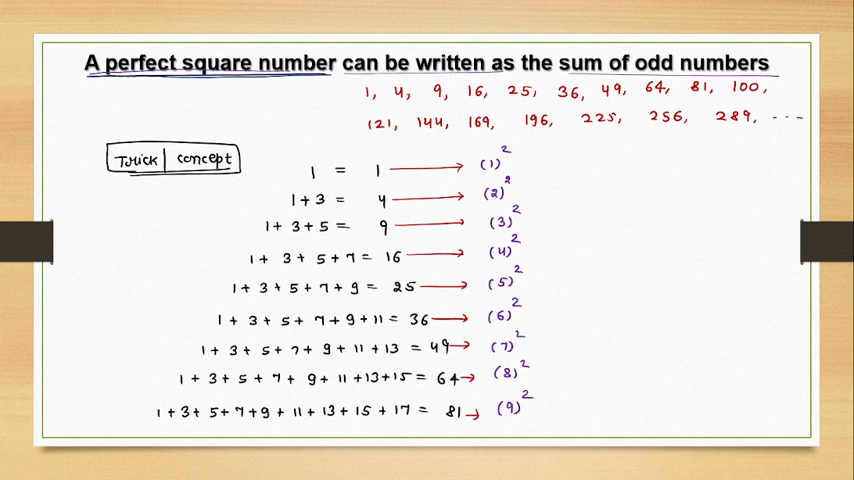 A perfect square number can be written as the sum of odd numbers
1, 4, 9, 16, 25, 36, 49, 64, 81, 100,
121, 144, 169, 196, 225, 256, 289, ...
Trick | concept
1 = 1 → (1)²
1+3 = 4 → (2)²
1+3+5 = 9 → (3)²
1+ 3+5+7 = 16 → (4)²
1+3+5+7+9 = 25 → (5)²
1+3+5+7+9+11 = 36 → (6)²
1+3+5+7+9+11+13 = 49 → (7)²
1+3+5+7+9+11+13+15 = 64 → (8)²
1+3+5+7+9+11+13+15+17 = 81 → (9)²